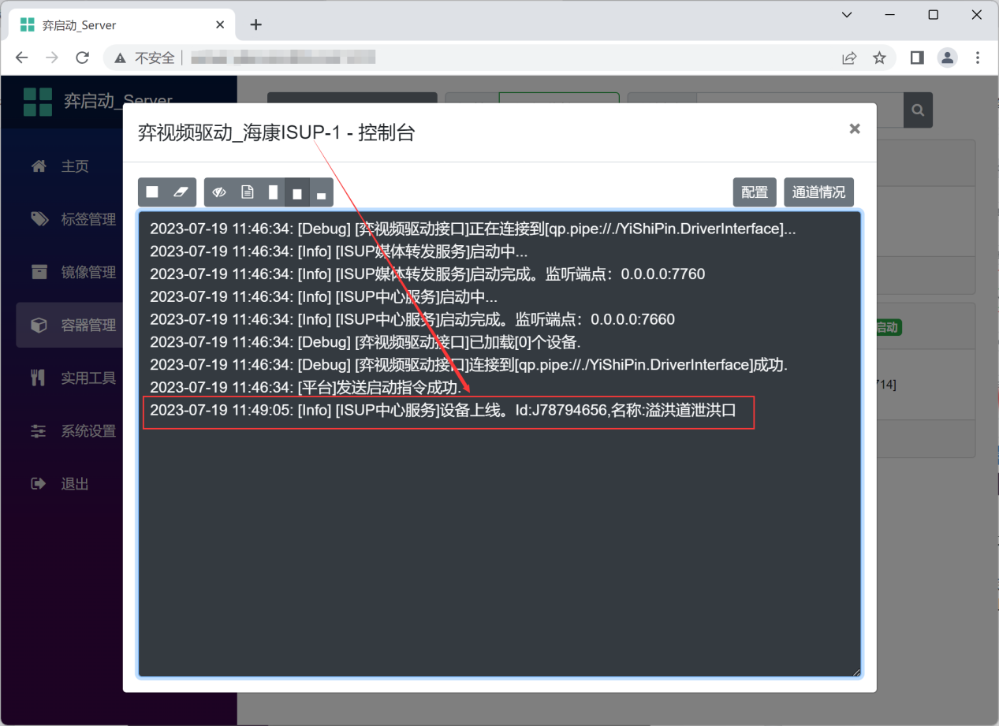 弈启动_Server
不安全
弈启动_Server
弈视频驱动_海康ISUP-1 - 控制台
主页
标签管理
镜像管理
容器管理
实用工具
系统设置
退出
配置
通道情况
2023-07-19 11:46:34: [Debug] [弈视频驱动接口]正在连接到[qp.pipe://./YiShiPin.DriverInterface]...
2023-07-19 11:46:34: [Info] [ISUP媒体转发服务]启动中...
2023-07-19 11:46:34: [Info] [ISUP媒体转发服务]启动完成。监听端点：0.0.0.0:7760
2023-07-19 11:46:34: [Info] [ISUP中心服务]启动中...
2023-07-19 11:46:34: [Info] [ISUP中心服务]启动完成。监听端点：0.0.0.0:7660
2023-07-19 11:46:34: [Debug] [弈视频驱动接口]已加载[0]个设备.
2023-07-19 11:46:34: [Debug] [弈视频驱动接口]连接到[qp.pipe://./YiShiPin.DriverInterface]成功.
2023-07-19 11:46:34: [平台]发送启动指令成功.
2023-07-19 11:49:05: [Info] [ISUP中心服务]设备上线。Id:J78794656,名称:溢洪道泄洪口
启动
714]